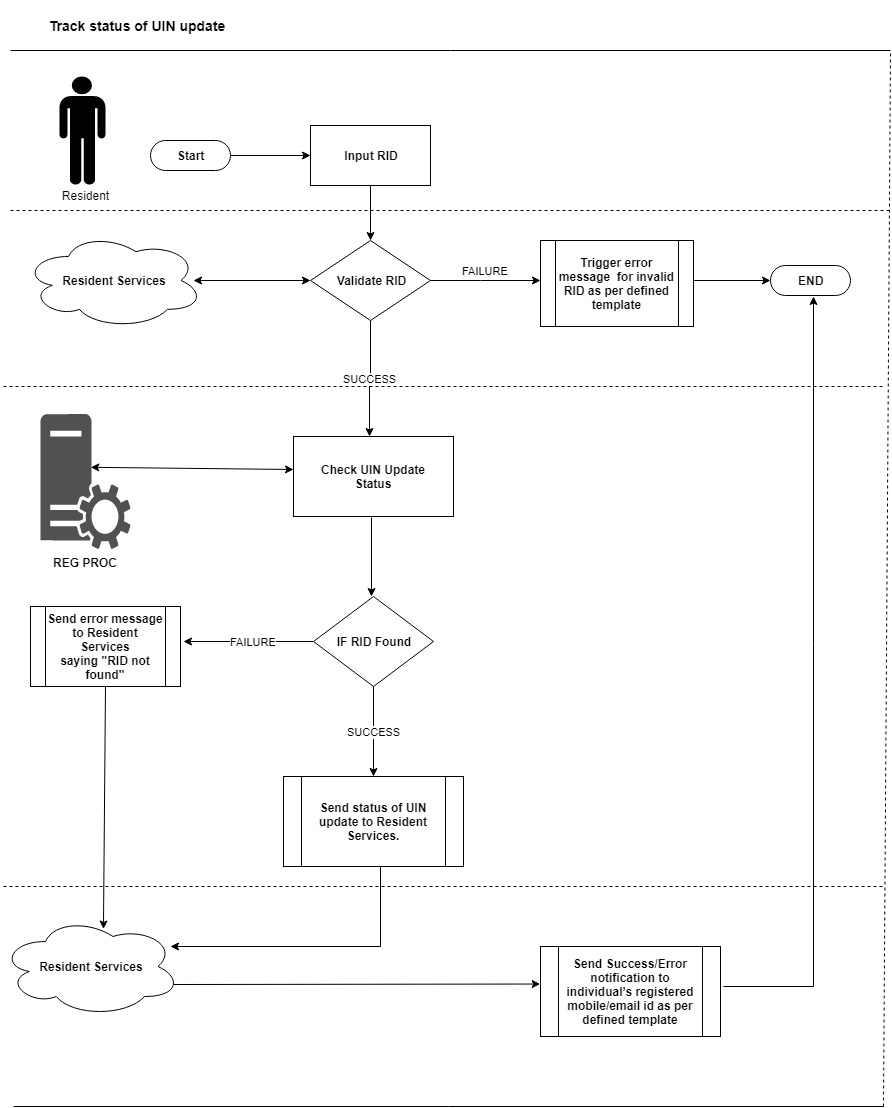 Track status of UIN update
Start
Input RID
Resident
Resident Services
Validate RID
FAILURE
Trigger error
message for invalid
RID as per defined
template
END
SUCCESS
Check UIN Update
Status
REG PROC
Send error message
to Resident
Services
saying "RID not
found"
FAILURE
IF RID Found
SUCCESS
Send status of UIN
update to Resident
Services.
Resident Services
Send Success/Error
notification to
individual's registered
mobile/email id as per
defined template